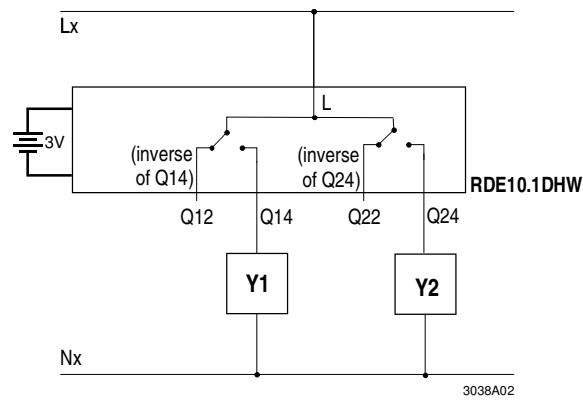 Lx
L
3V
(inverse
of Q14)
(inverse
of Q24)
RDE10.1DHW
Q12
Q14
Q22
Q24
Y1
Y2
Nx
3038A02